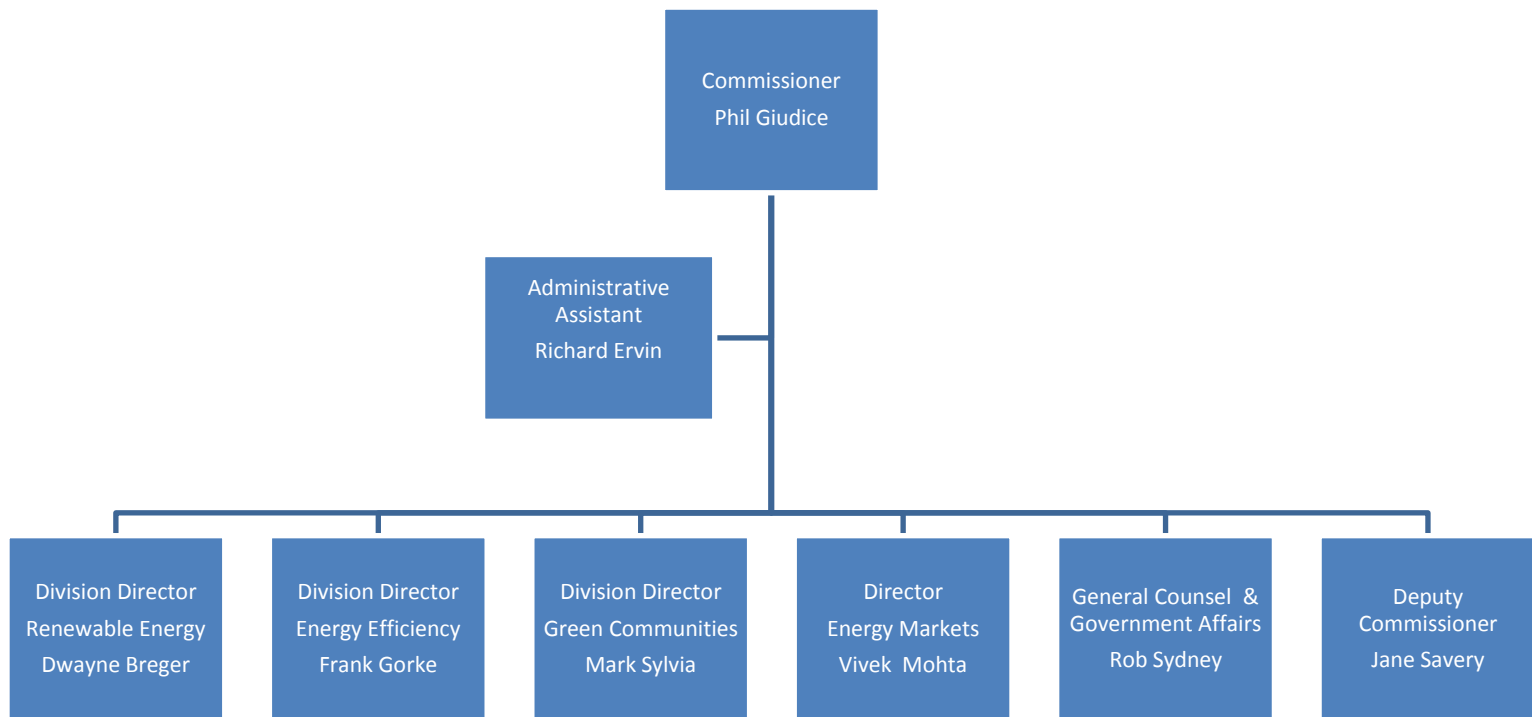 Commissioner
Phil Giudice
Administrative
Assistant
Richard Ervin
Division Director
Renewable Energy
Dwayne Breger
Division Director
Energy Efficiency
Frank Gorke
Division Director
Green Communities
Mark Sylvia
Director
Energy Markets
Vivek Mohta
General Counsel &
Government Affairs
Rob Sydney
Deputy
Commissioner
Jane Savery